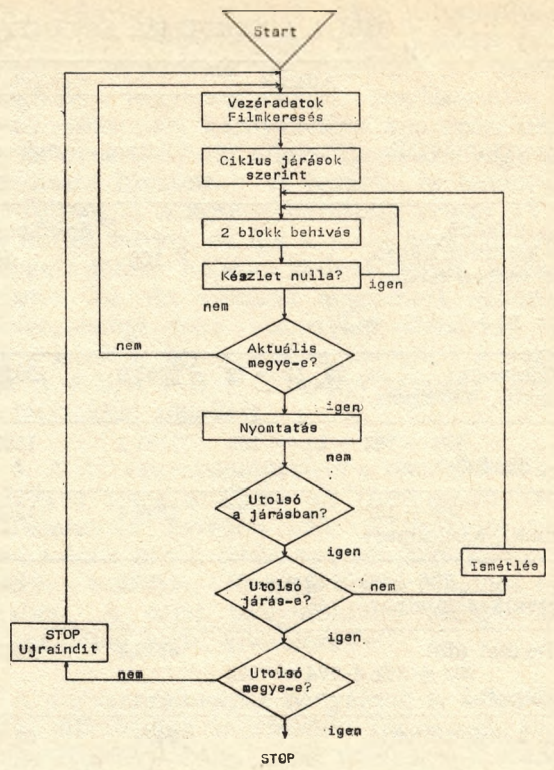 Start
Vezéradatok
Filmkeresés
Ciklus járások
szerint
2 blokk behivás
Készlet nulla?
igen
nem
nem
Aktuális
megye-e?
igen
Nyomtatás
nem
Utolsó
a járásban?
igen
Ismétlés
Utolsó
járás-e?
nem
igen
STOP
Ujraindit
nem
Utolsó
megye-e?
igen
STOP